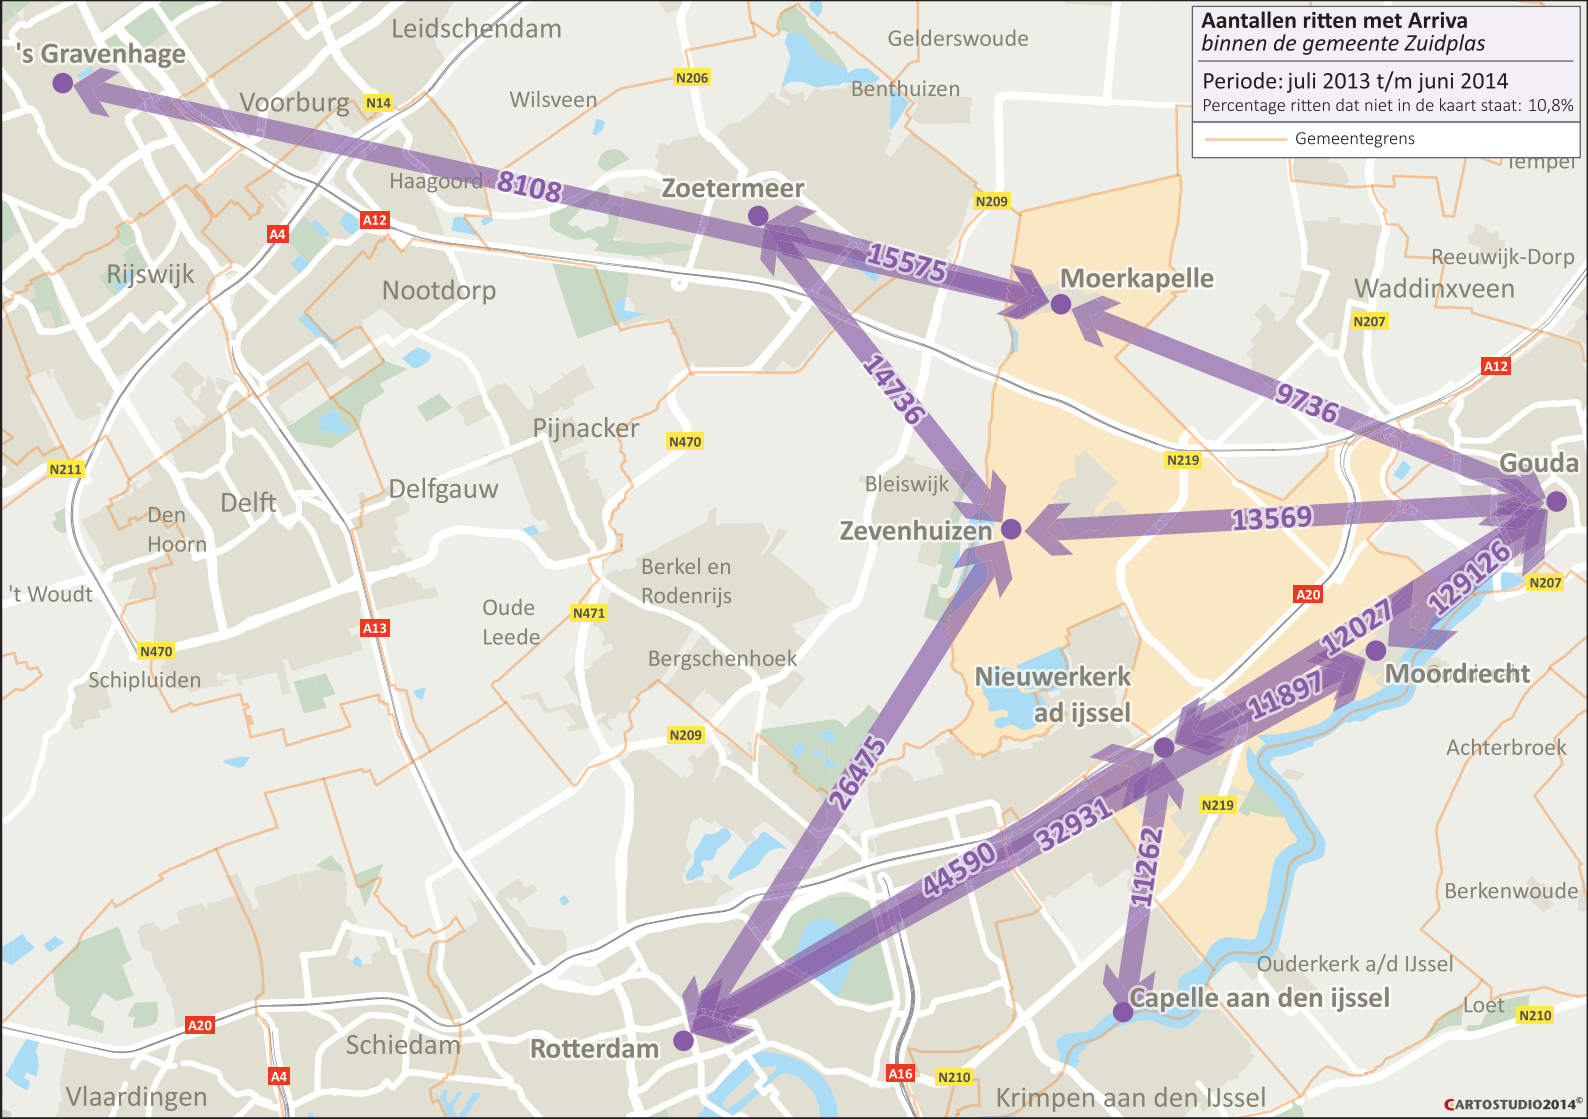 Aantallen ritten met Arriva
binnen de gemeente Zuidplas
Periode: juli 2013 t/m juni 2014
Percentage ritten dat niet in de kaart staat: 10,8%
Gemeentegrens
Leidschendam
's Gravenhage
Gelderswoude
N206
Benthuizen
Voorburg
N14
Wilsveen
Tempel
Haagoord
8108
Zoetermeer
N209
A12
A4
15575
Reeuwijk-Dorp
Rijswijk
Nootdorp
Moerkapelle
Waddinxveen
N207
A12
14736
9736
Pijnacker
N470
N219
Gouda
N211
Delft
Delfgauw
Bleiswijk
Den
Hoorn
Zevenhuizen
13569
Berkel en
Rodenrijs
129126
N207
't Woudt
A20
Oude
Leede
N471
A13
12027
N470
Schipluiden
Bergschenhoek
Nieuwerkerk
ad ijssel
Moordrecht
11897
N209
Achterbroek
26475
N219
32931
44590
11262
Berkenwoude
Ouderkerk a/d IJssel
Capelle aan den ijssel
Loet
N210
A20
Schiedam
Rotterdam
A4
A16
N210
Vlaardingen
Krimpen aan den IJssel
CARTOSTUDIO2014©